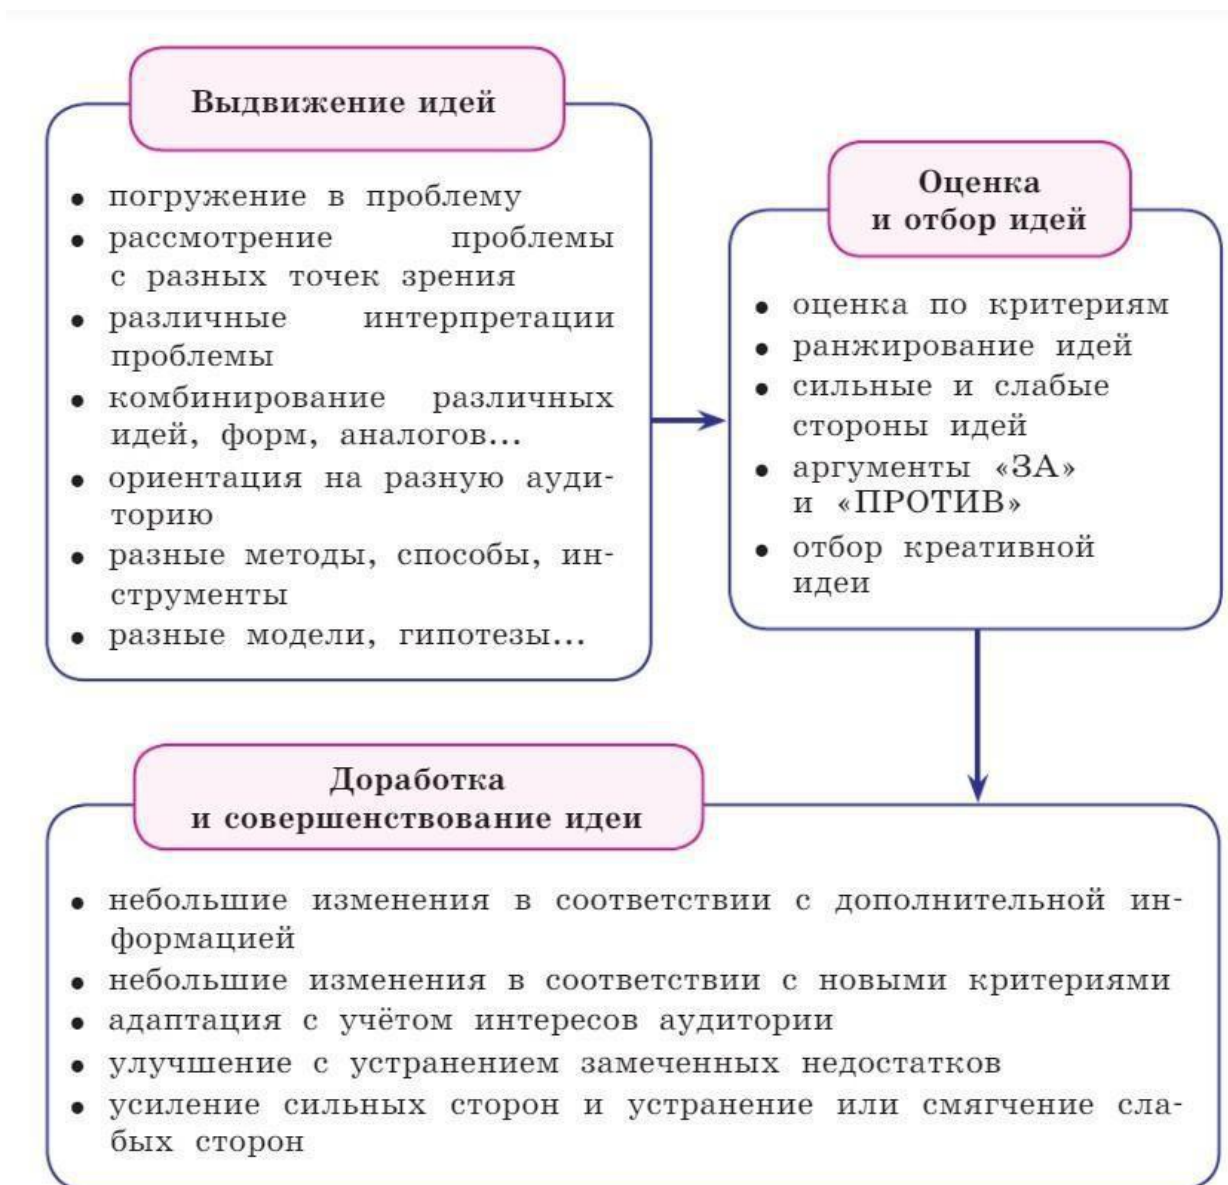 Выдвижение идей
• погружение в проблему
• рассмотрение проблемы
с разных точек зрения
• различные интерпретации
проблемы
• комбинирование различных
идей, форм, аналогов...
• ориентация на разную ауди-
торию
• разные методы, способы, ин-
струменты
• разные модели, гипотезы...
Оценка
и отбор идей
• оценка по критериям
• ранжирование идей
• сильные и слабые
стороны идей
• аргументы «ЗА»
и «ПРОТИВ»
• отбор креативной
идеи
Доработка
и совершенствование идеи
• небольшие изменения в соответствии с дополнительной ин-
формацией
• небольшие изменения в соответствии с новыми критериями
• адаптация с учётом интересов аудитории
• улучшение с устранением замеченных недостатков
• усиление сильных сторон и устранение или смягчение сла-
бых сторон